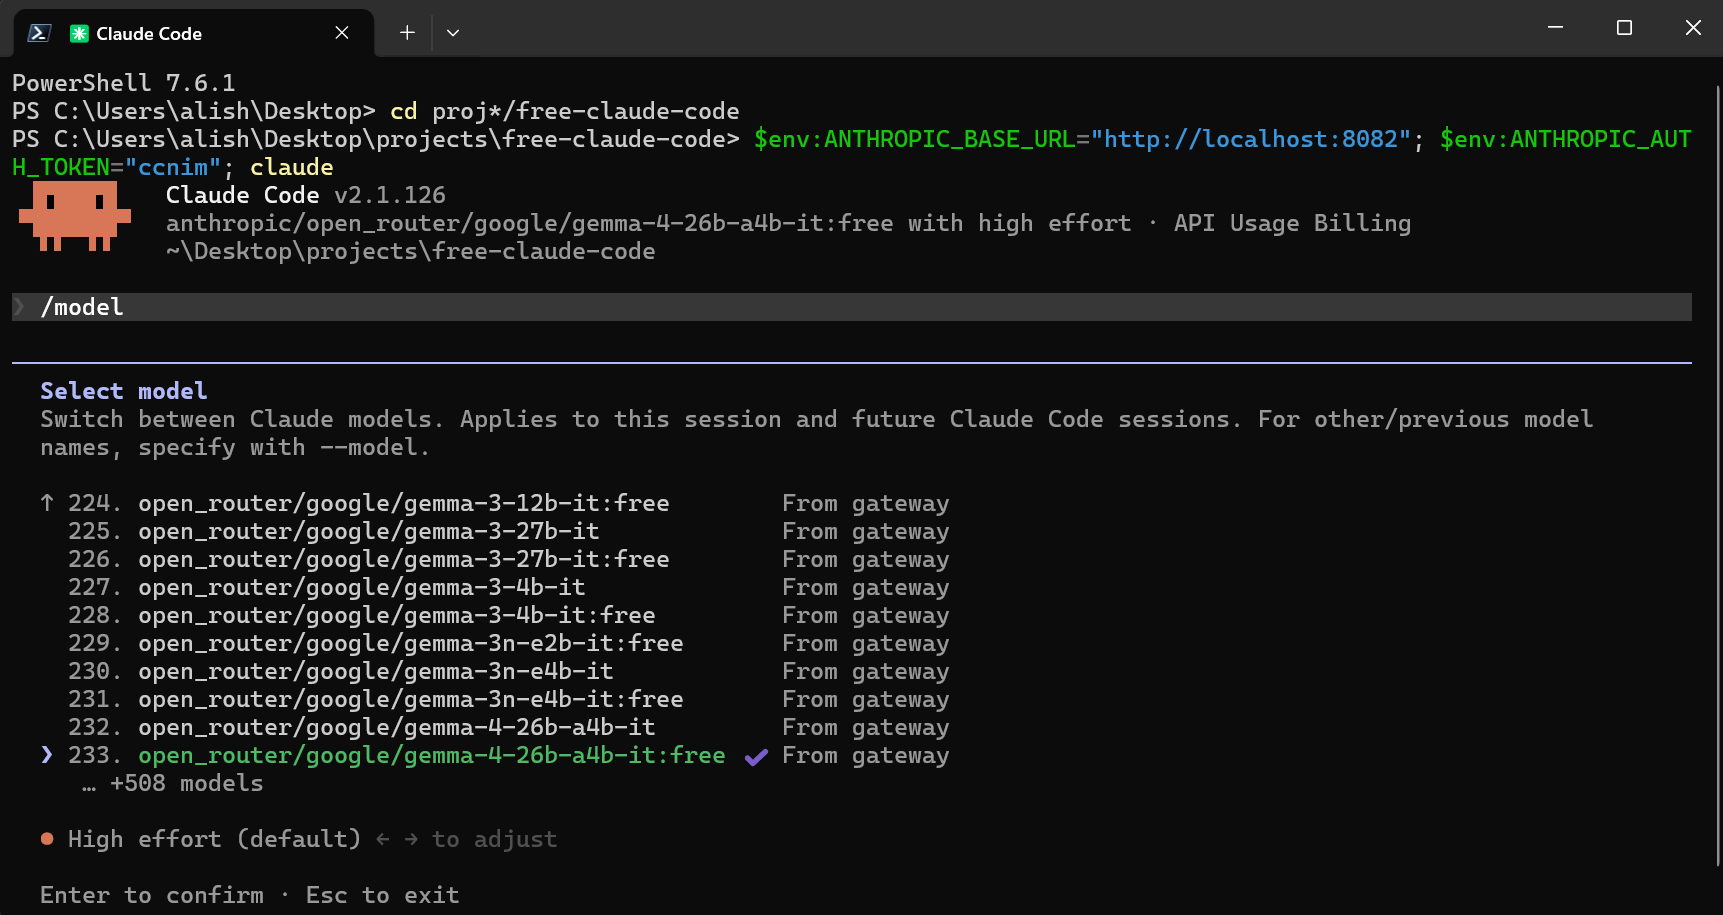 Claude Code
PowerShell 7.6.1
PS C:\Users\alish\Desktop> cd proj*/free-claude-code
PS C:\Users\alish\Desktop\projects\free-claude-code> $env:ANTHROPIC_BASE_URL="http://localhost:8082"; $env:ANTHROPIC_AUT
H_TOKEN="ccnim"; claude
Claude Code v2.1.126
anthropic/open_router/google/gemma-4-26b-a4b-it:free with high effort · API Usage Billing
~\Desktop\projects\free-claude-code
❯ /model
Select model
Switch between Claude models. Applies to this session and future Claude Code sessions. For other/previous model
names, specify with --model.
↑ 224. open_router/google/gemma-3-12b-it:free From gateway
225. open_router/google/gemma-3-27b-it From gateway
226. open_router/google/gemma-3-27b-it:free From gateway
227. open_router/google/gemma-3-4b-it From gateway
228. open_router/google/gemma-3-4b-it:free From gateway
229. open_router/google/gemma-3n-e2b-it:free From gateway
230. open_router/google/gemma-3n-e4b-it From gateway
231. open_router/google/gemma-3n-e4b-it:free From gateway
232. open_router/google/gemma-4-26b-a4b-it From gateway
❯ 233. open_router/google/gemma-4-26b-a4b-it:free ✔ From gateway
… +508 models
● High effort (default) ← → to adjust
Enter to confirm · Esc to exit